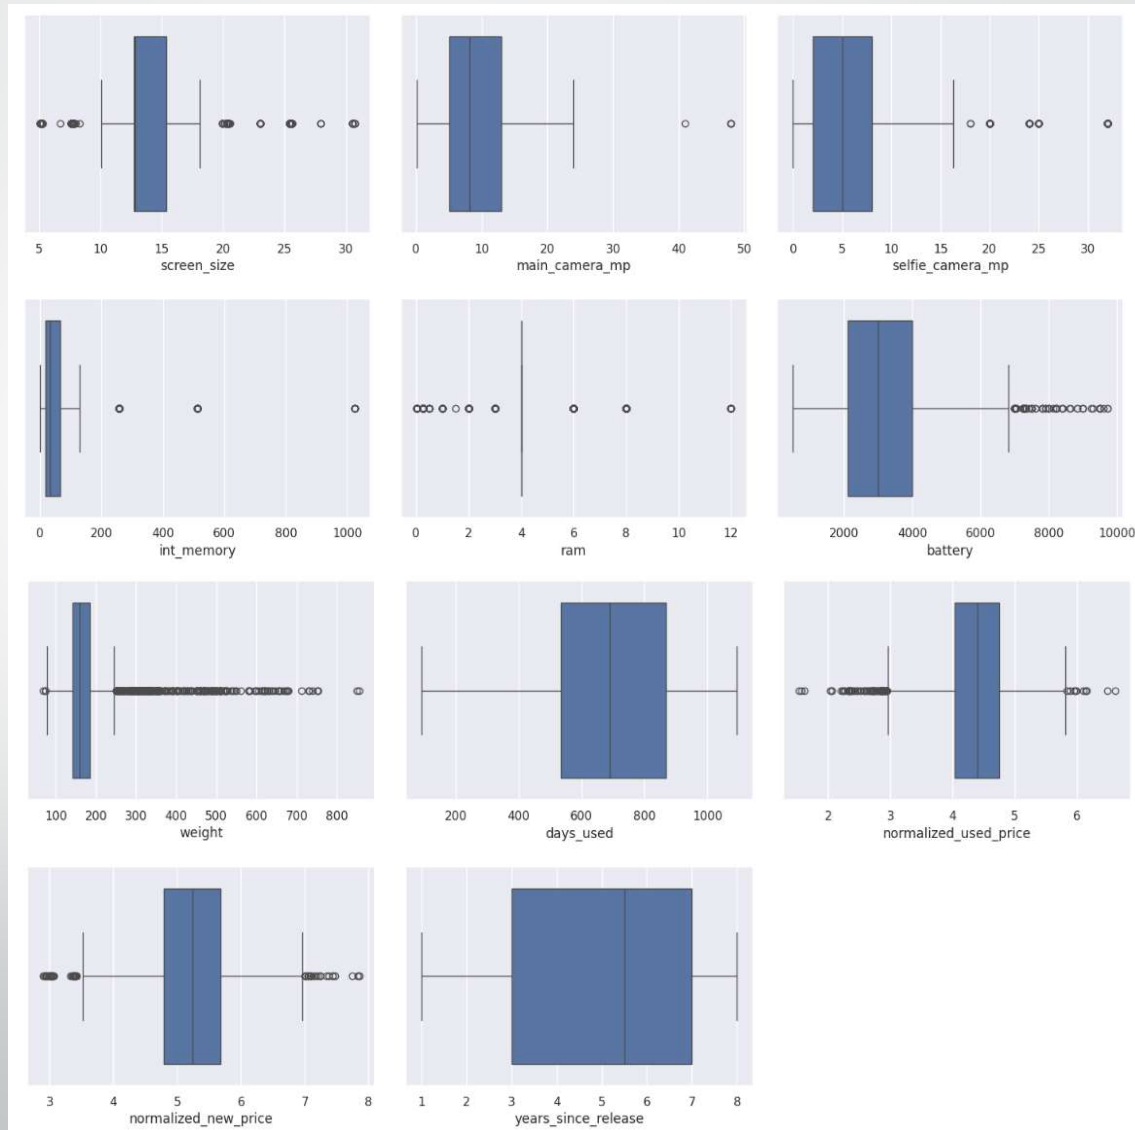 5 10 15 20 25 30
screen_size
0 10 20 30 40 50
main_camera_mp
0 5 10 15 20 25 30
selfie_camera_mp
0 200 400 600 800 1000
int_memory
0 2 4 6 8 10 12
ram
2000 4000 6000 8000 10000
battery
100 200 300 400 500 600 700 800
weight
200 400 600 800 1000
days_used
2 3 4 5 6
normalized_used_price
3 4 5 6 7 8
normalized_new_price
1 2 3 4 5 6 7 8
years_since_release